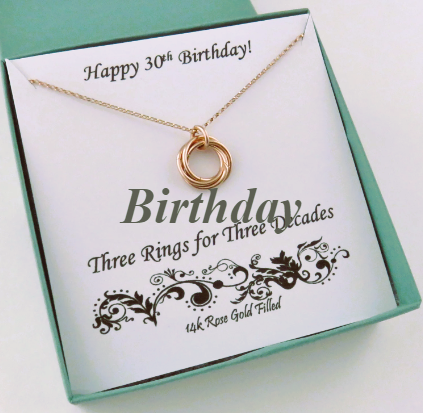 Happy 30th Birthday!
Birthday
Three Rings for Three Decades
14k Rose Gold Filled